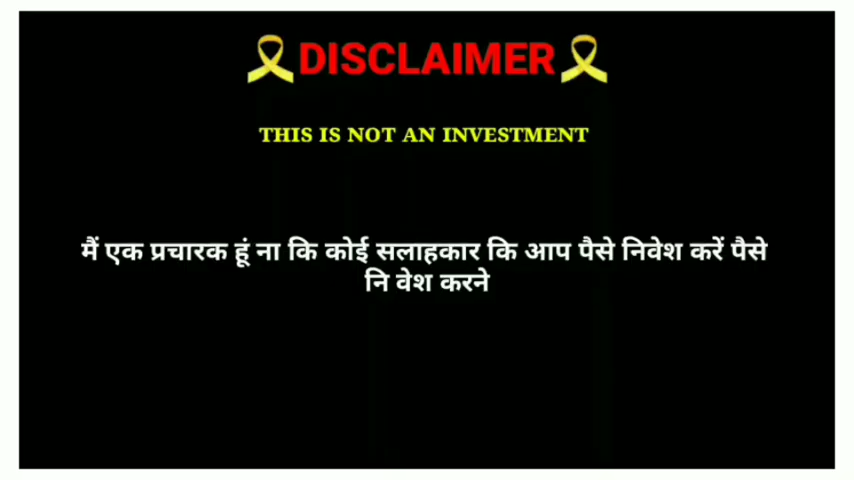 🎗DISCLAIMER🎗
THIS IS NOT AN INVESTMENT
मैं एक प्रचारक हूं ना कि कोई सलाहकार कि आप पैसे निवेश करें पैसे
नि वेश करने